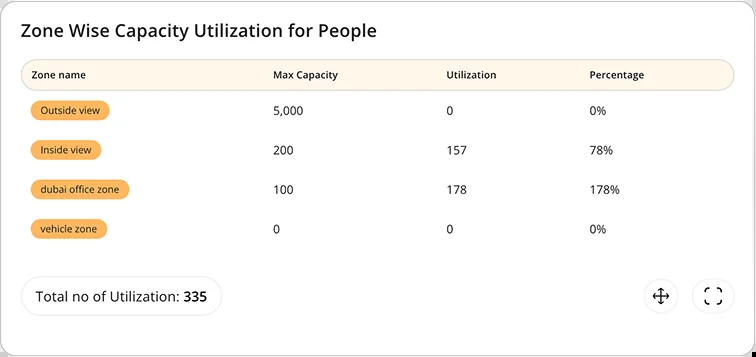 Zone Wise Capacity Utilization for People
Zone name Max Capacity Utilization Percentage
Outside view 5,000 0 0%
Inside view 200 157 78%
dubai office zone 100 178 178%
vehicle zone 0 0 0%
Total no of Utilization: 335